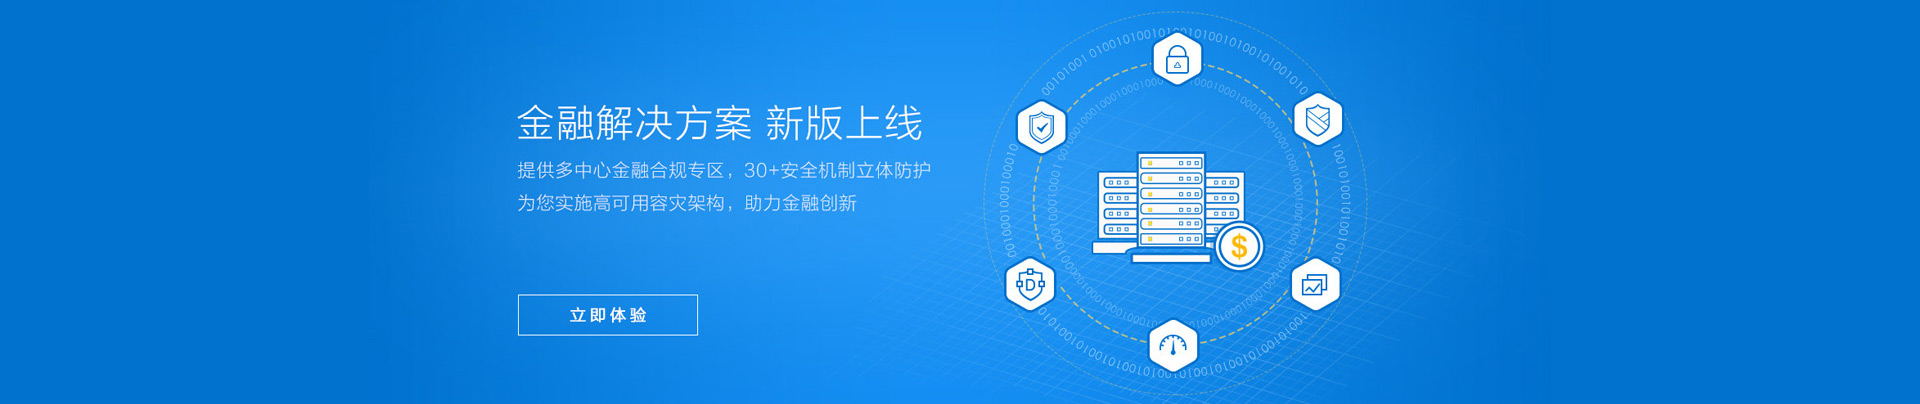 金融解决方案 新版上线
提供多中心金融合规专区，30+安全机制立体防护
为您实施高可用容灾架构，助力金融创新
立即体验
$
D